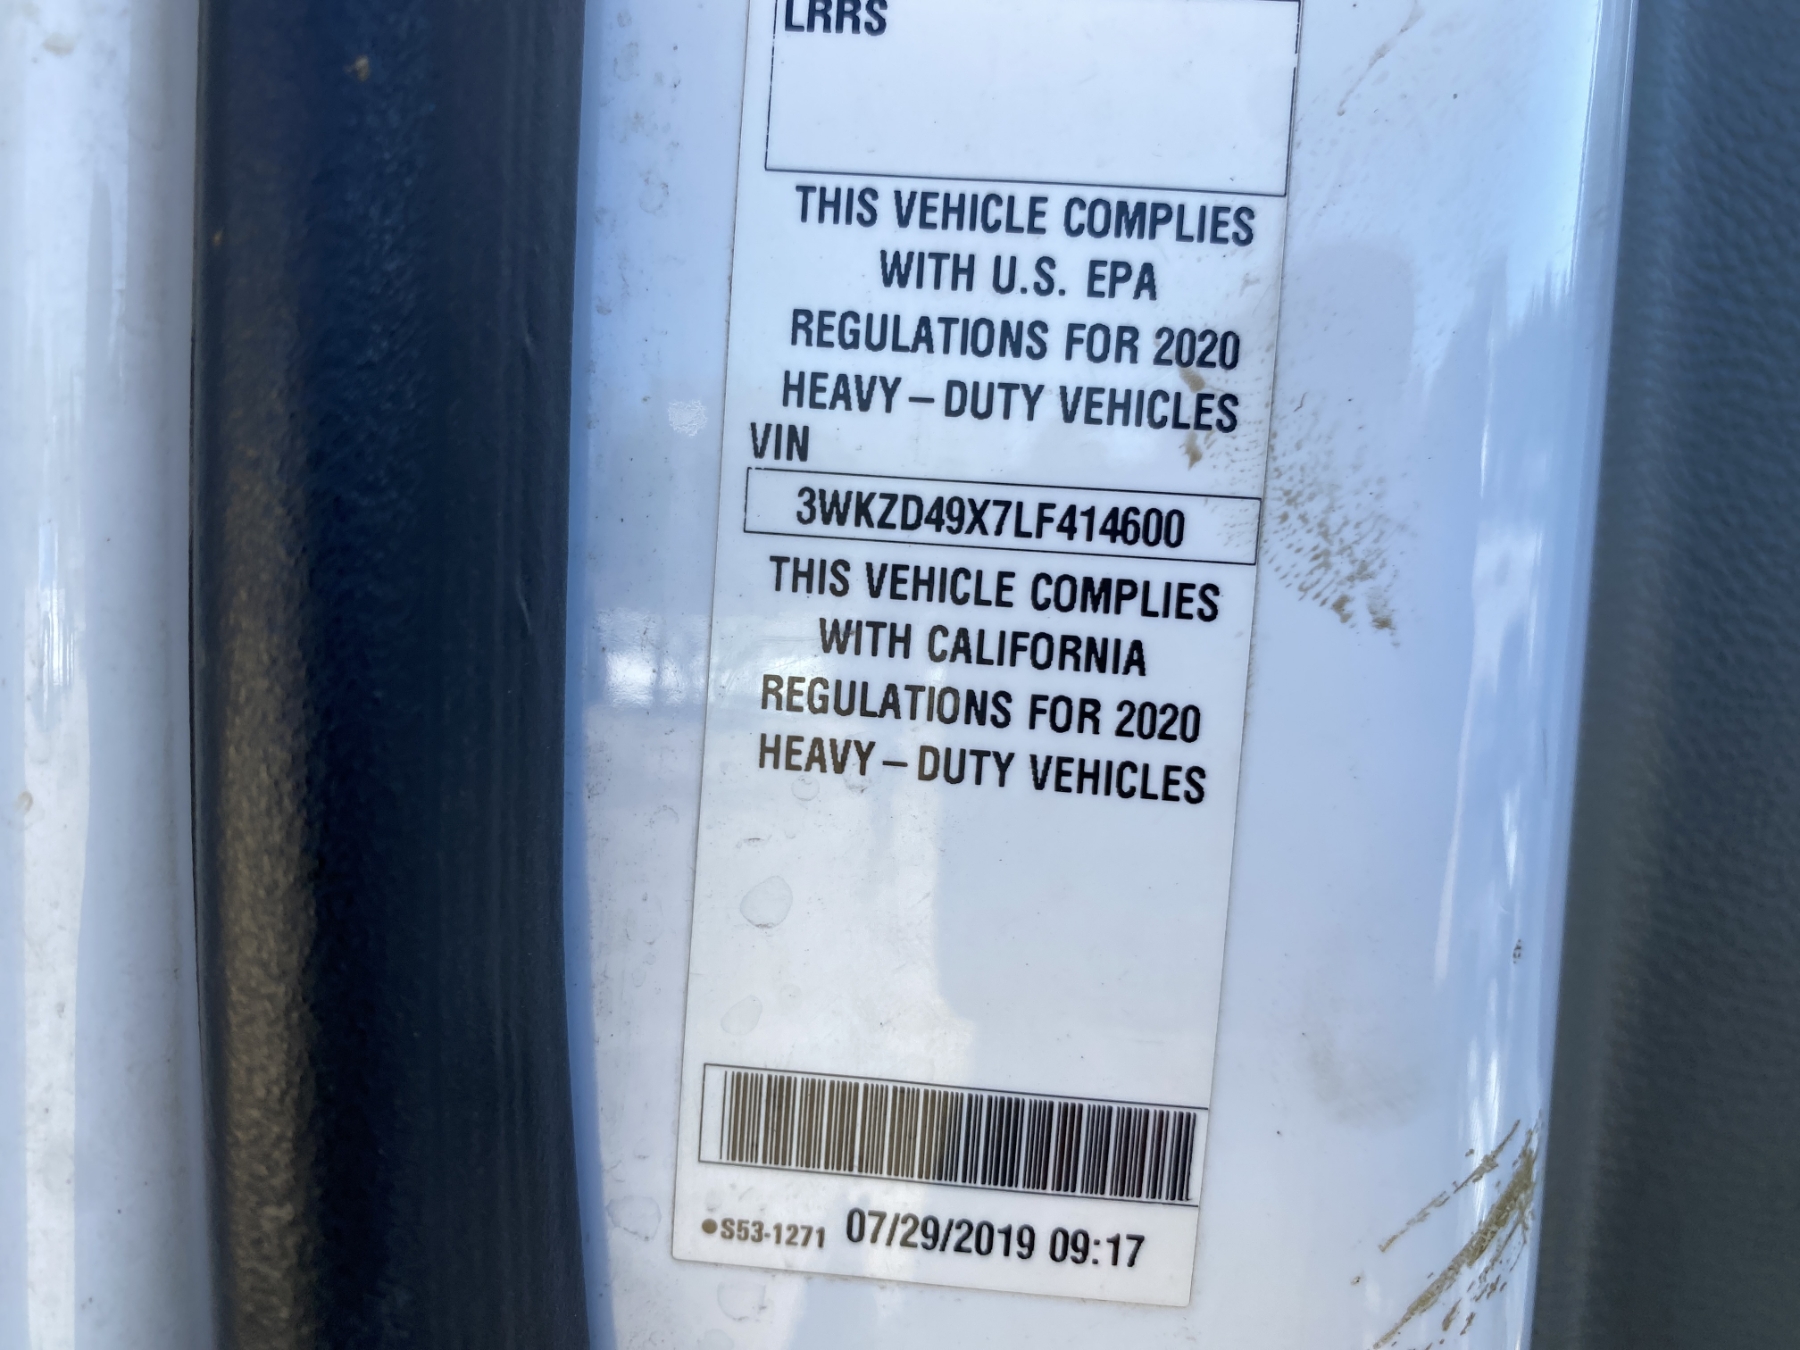 LRRS
THIS VEHICLE COMPLIES
WITH U.S. EPA
REGULATIONS FOR 2020
HEAVY – DUTY VEHICLES
VIN
3WKZD49X7LF414600
THIS VEHICLE COMPLIES
WITH CALIFORNIA
REGULATIONS FOR 2020
HEAVY – DUTY VEHICLES
●S53-1271 07/29/2019 09:17